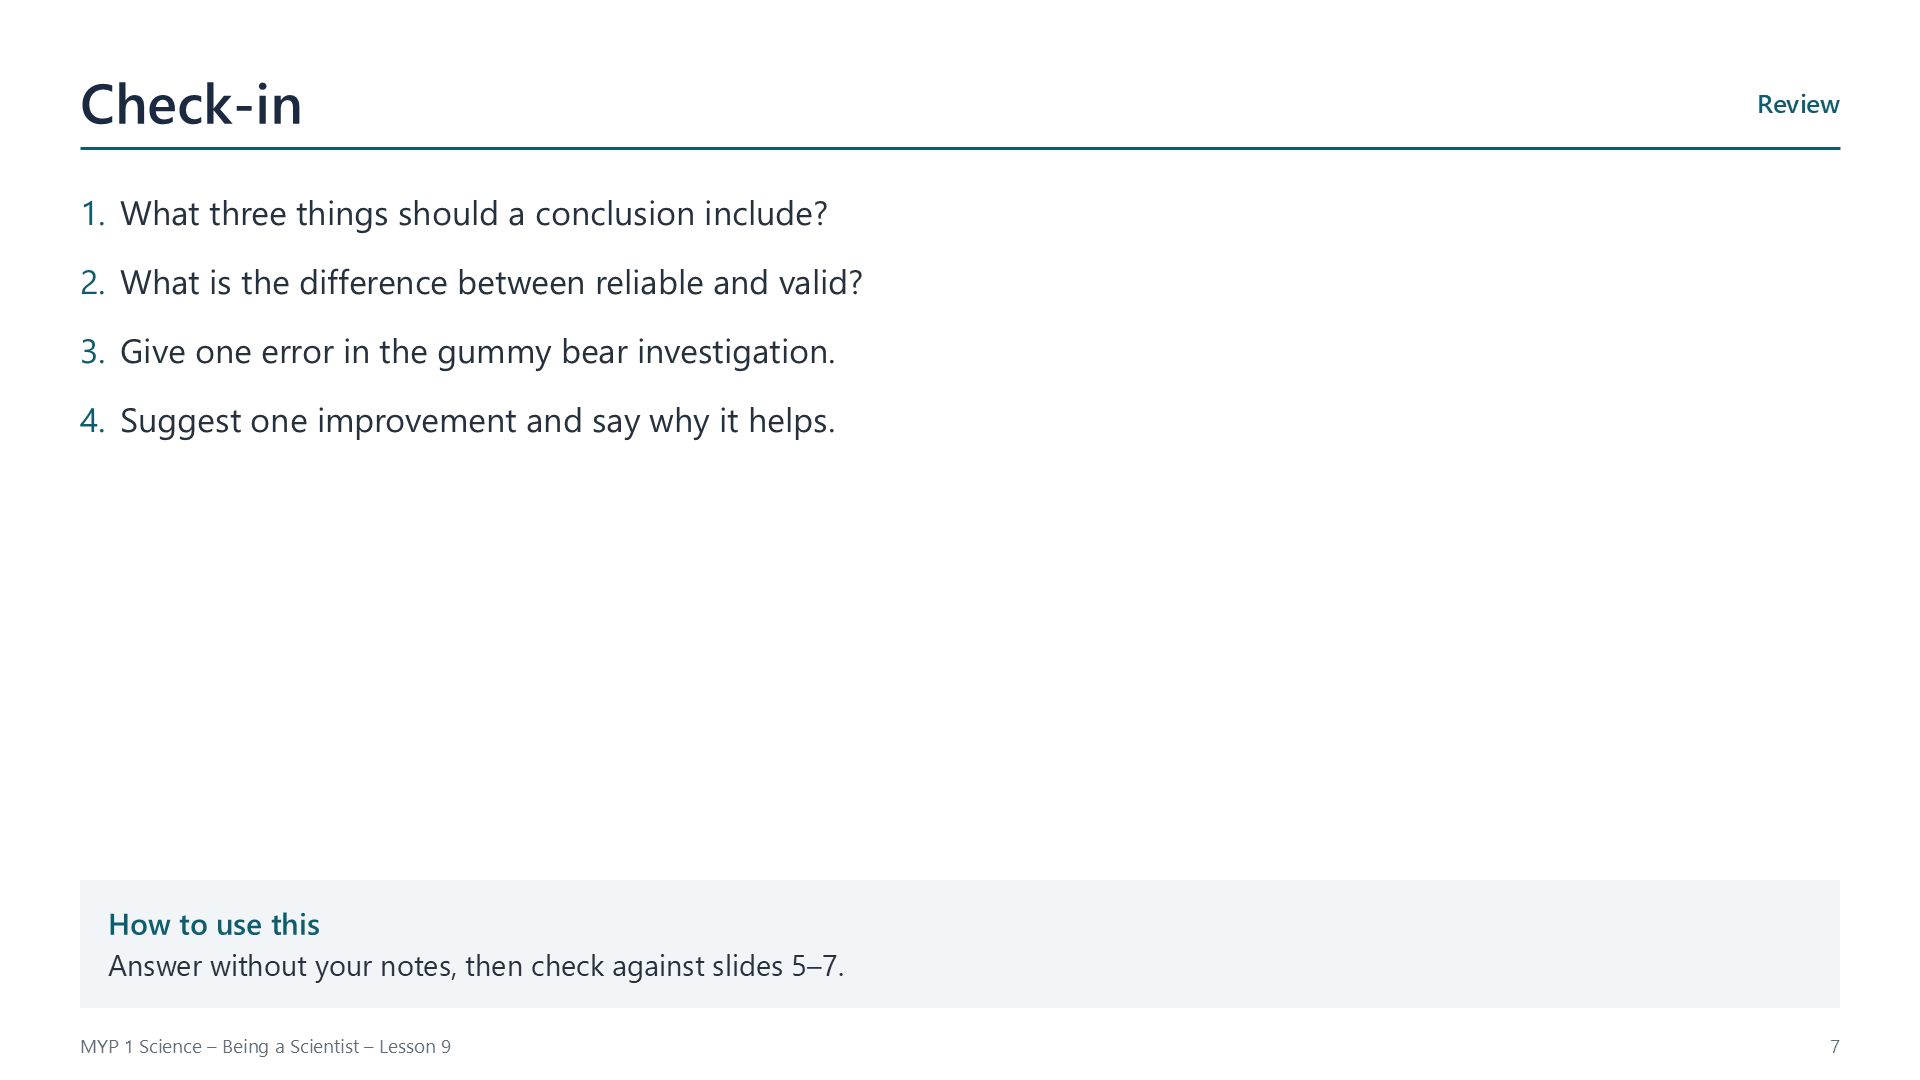 Check-in
Review
1. What three things should a conclusion include?
2. What is the difference between reliable and valid?
3. Give one error in the gummy bear investigation.
4. Suggest one improvement and say why it helps.
How to use this
Answer without your notes, then check against slides 5–7.
MYP 1 Science – Being a Scientist – Lesson 9
7